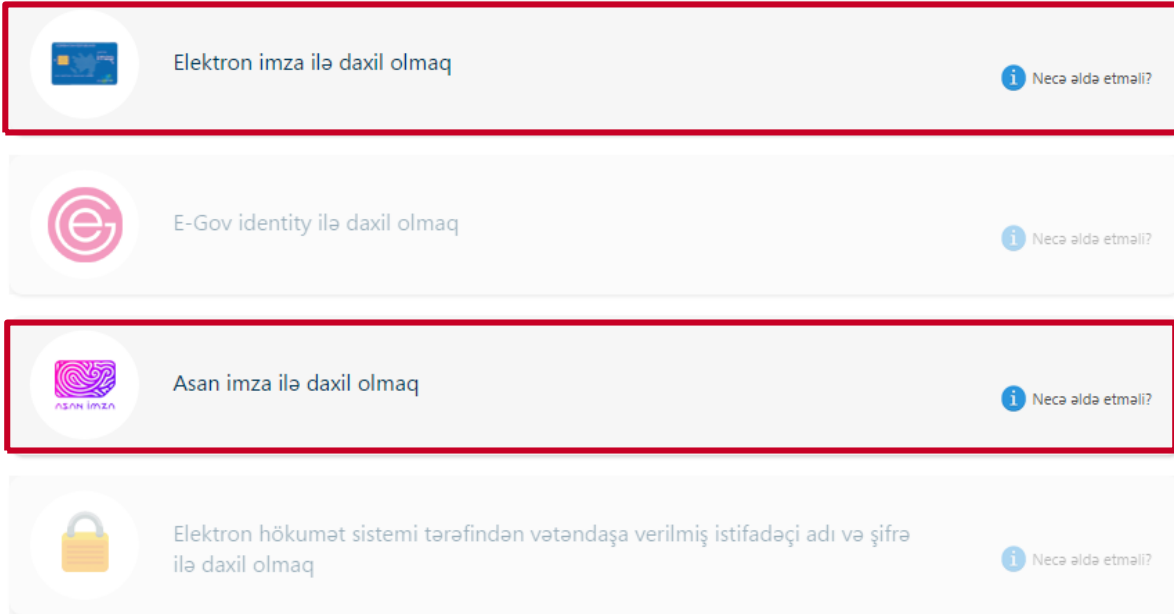 Elektron imza ilə daxil olmaq
Necə əldə etməli?
E-Gov identity ilə daxil olmaq
Necə əldə etməli?
Asan imza ilə daxil olmaq
ASAN İMZA
Necə əldə etməli?
Elektron hökumət sistemi tərəfindən vətəndaşa verilmiş istifadəçi adı və şifrə
ilə daxil olmaq
Necə əldə etməli?